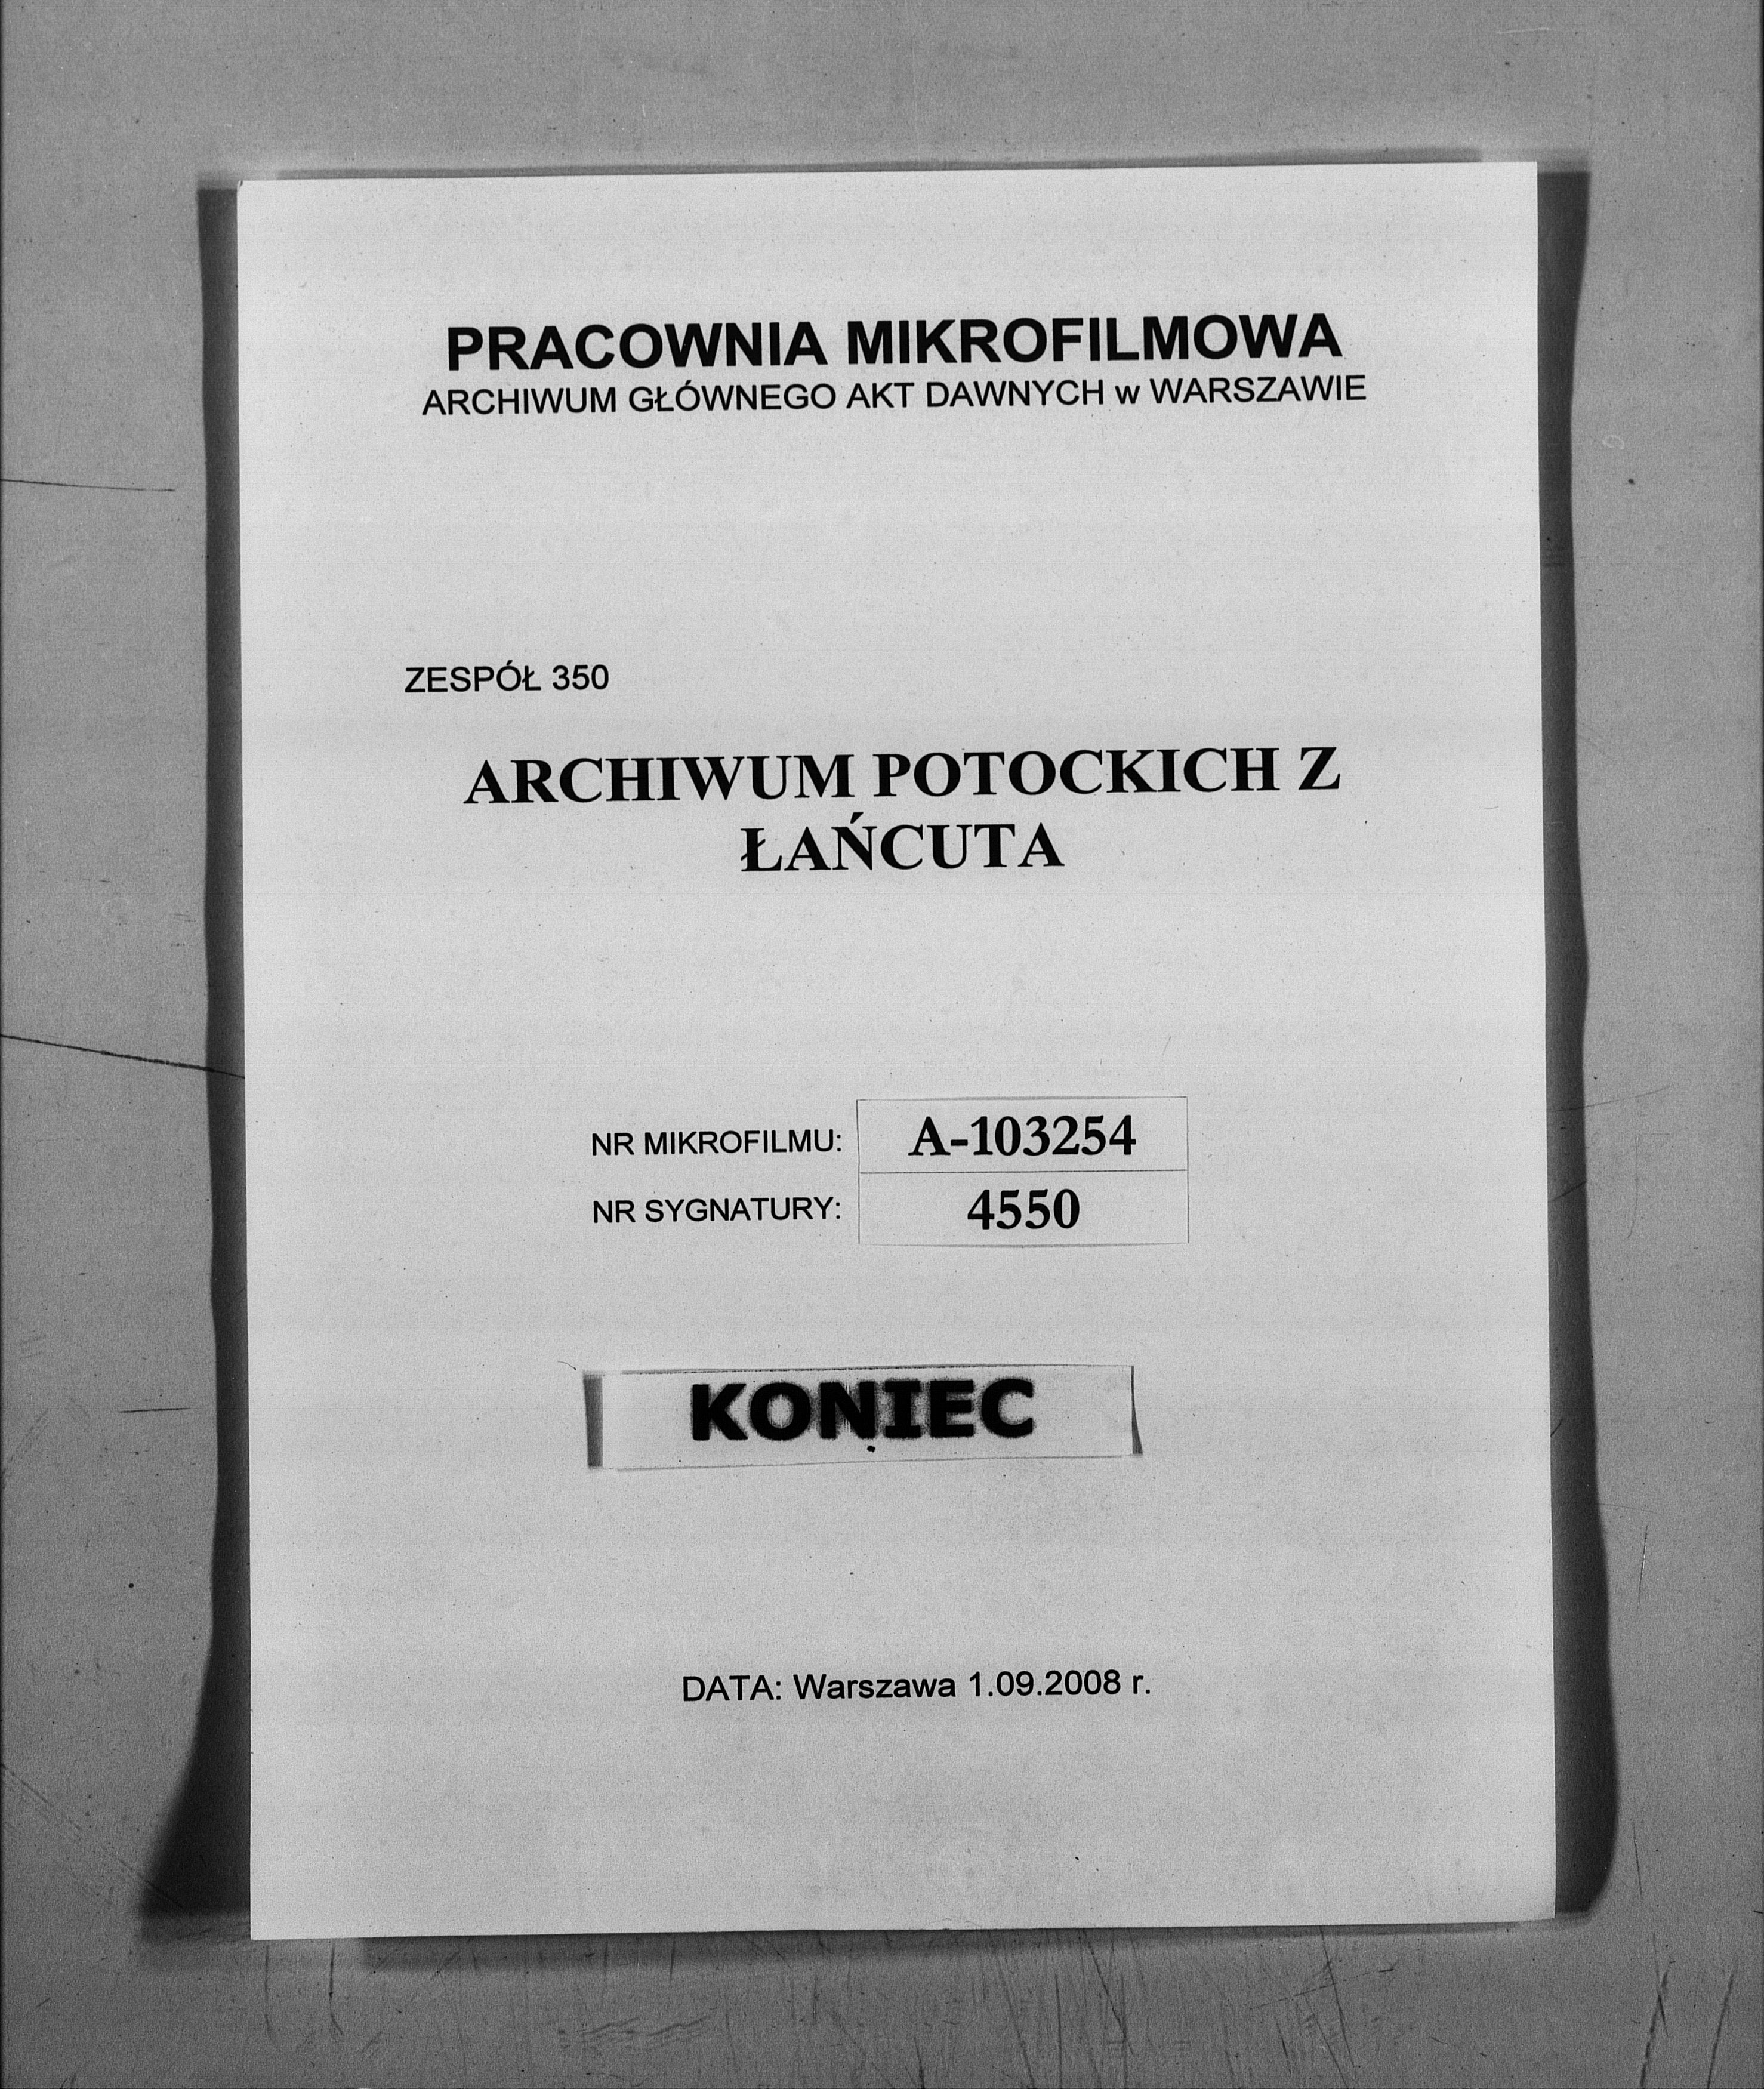 PRACOWNIA MIKROFILMOWA
ARCHIWUM GŁÓWNEGO AKT DAWNYCH w WARSZAWIE
ZESPÓŁ 350
ARCHIWUM POTOCKICH Z
ŁAŃCUTA
NR MIKROFILMU: A-103254
NR SYGNATURY: 4550
KONIEC
DATA: Warszawa 1.09.2008 r.